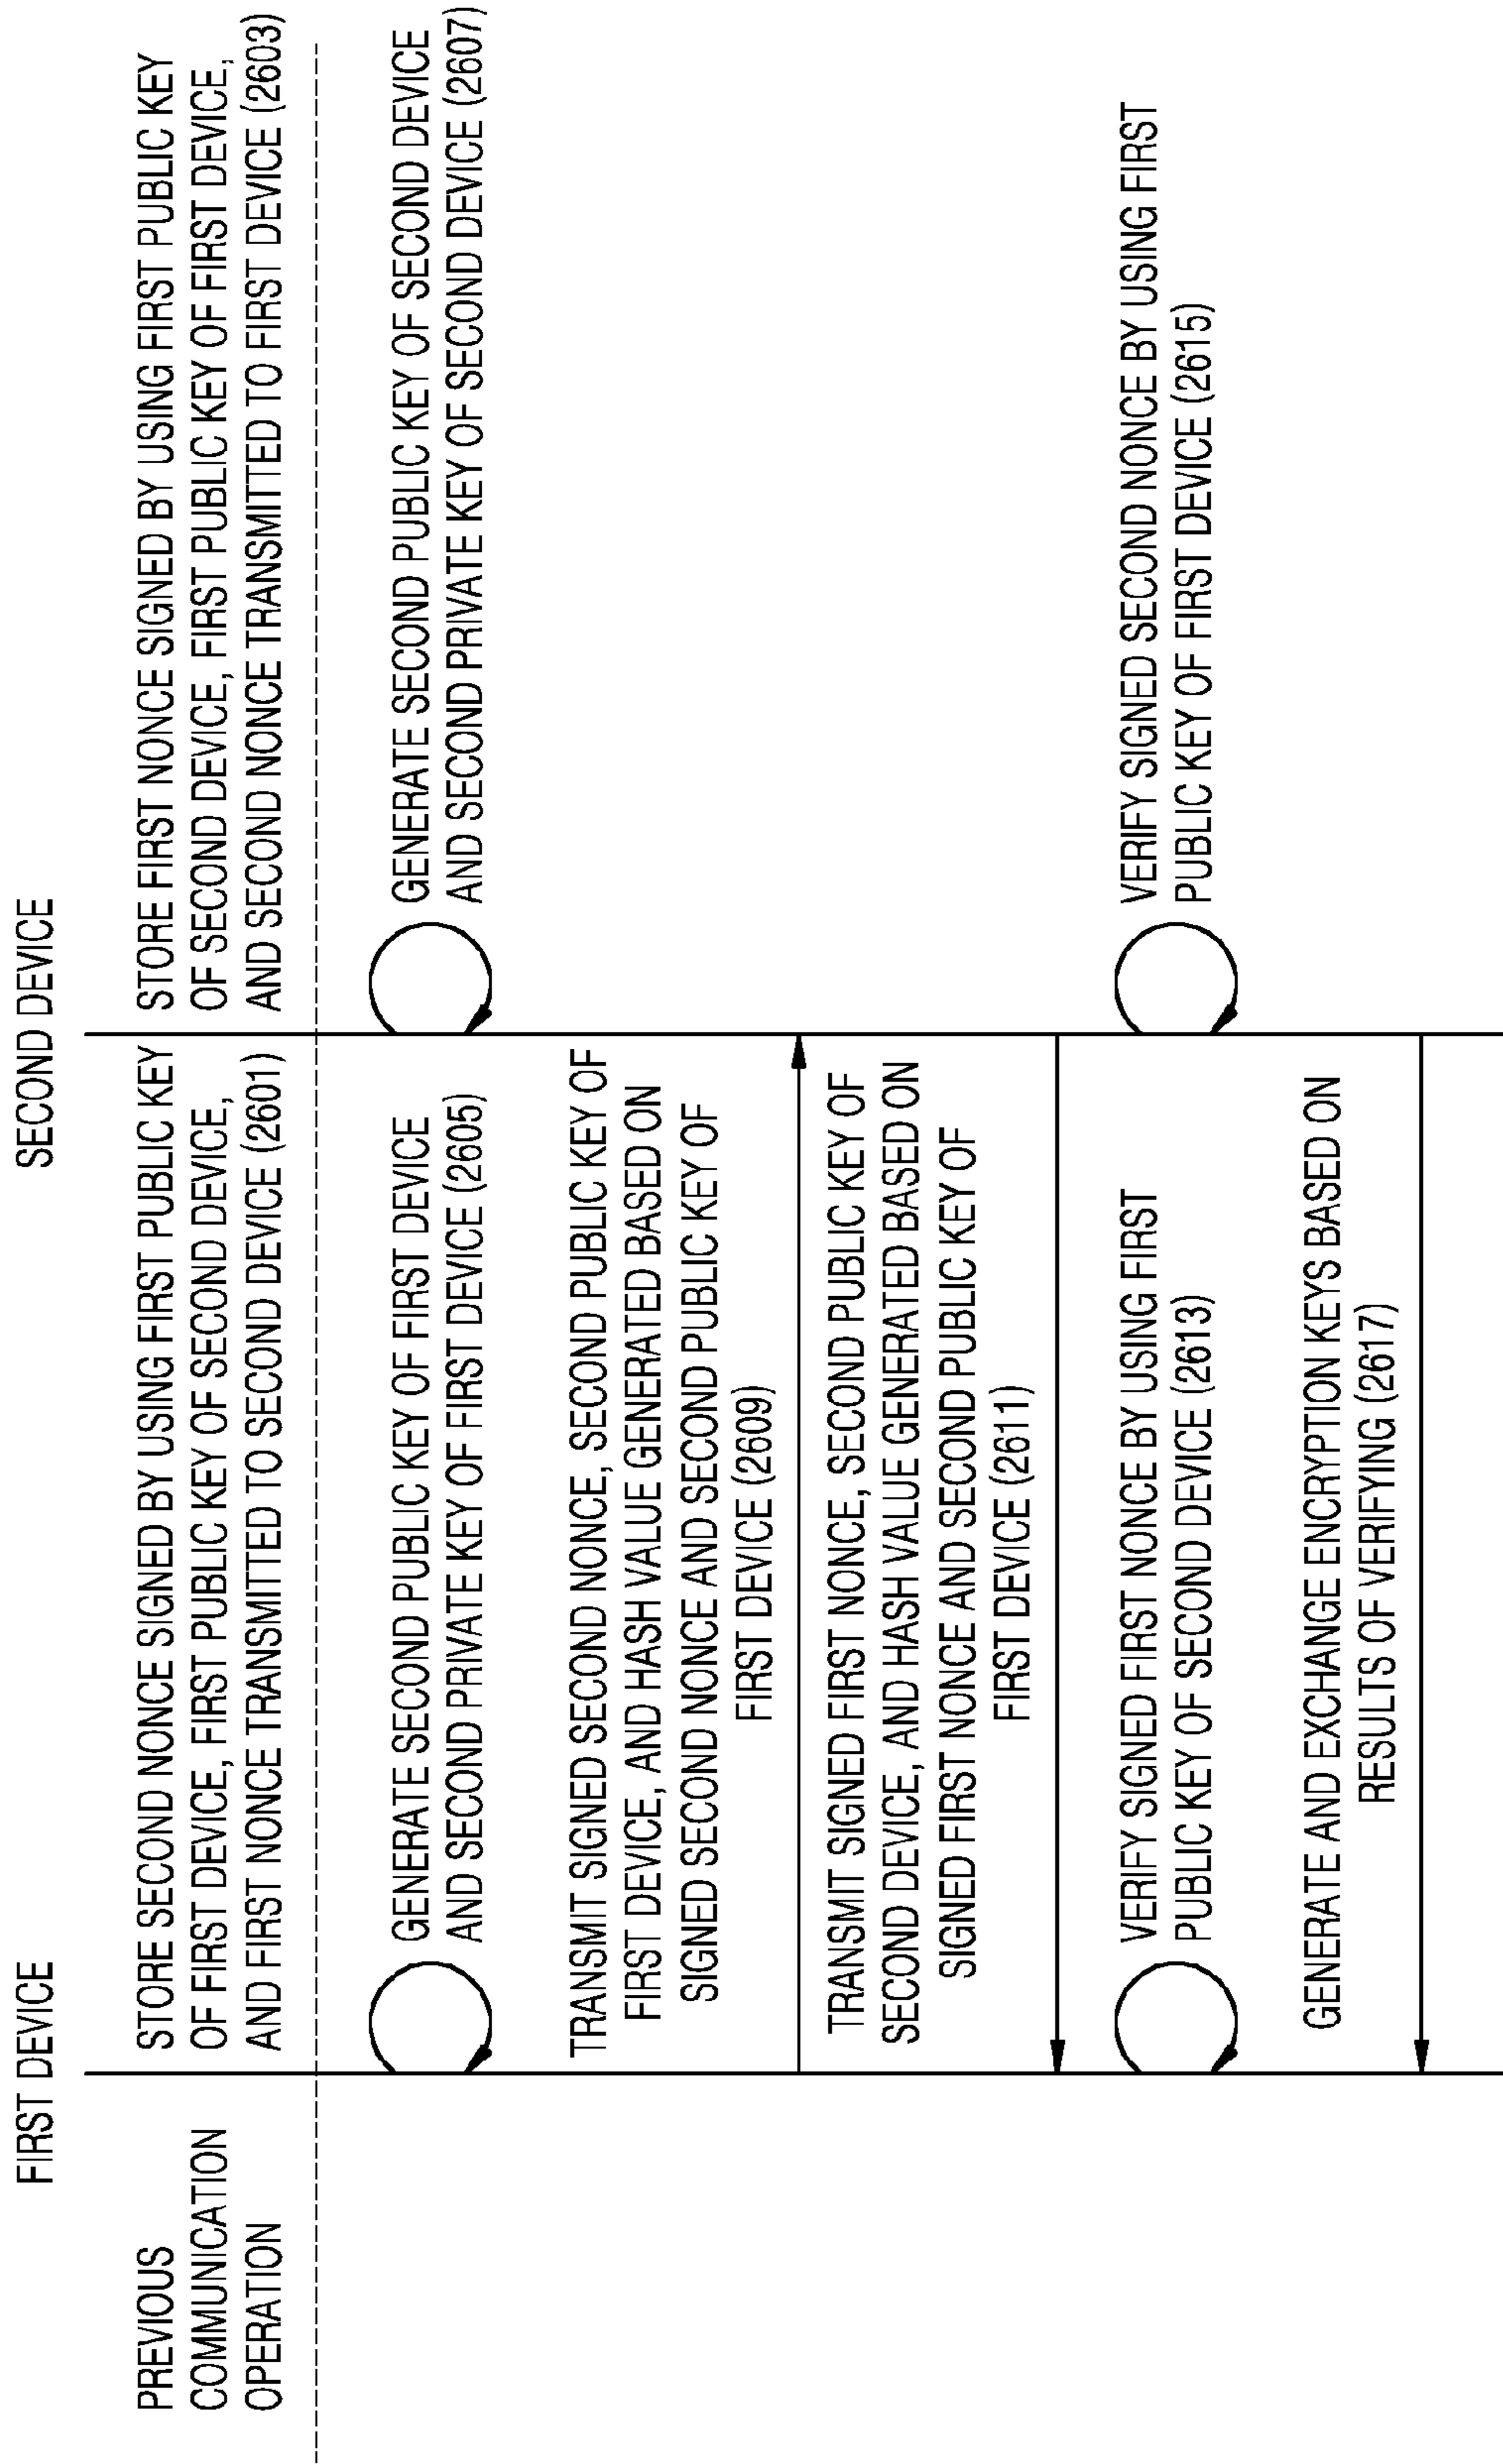 FIRST DEVICE
SECOND DEVICE
PREVIOUS
COMMUNICATION
OPERATION
STORE SECOND NONCE SIGNED BY USING FIRST PUBLIC KEY
OF FIRST DEVICE, FIRST PUBLIC KEY OF SECOND DEVICE,
AND FIRST NONCE TRANSMITTED TO SECOND DEVICE (2601)
STORE FIRST NONCE SIGNED BY USING FIRST PUBLIC KEY
OF SECOND DEVICE, FIRST PUBLIC KEY OF FIRST DEVICE,
AND SECOND NONCE TRANSMITTED TO FIRST DEVICE (2603)
GENERATE SECOND PUBLIC KEY OF FIRST DEVICE
AND SECOND PRIVATE KEY OF FIRST DEVICE (2605)
GENERATE SECOND PUBLIC KEY OF SECOND DEVICE
AND SECOND PRIVATE KEY OF SECOND DEVICE (2607)
TRANSMIT SIGNED SECOND NONCE, SECOND PUBLIC KEY OF
FIRST DEVICE, AND HASH VALUE GENERATED BASED ON
SIGNED SECOND NONCE AND SECOND PUBLIC KEY OF
FIRST DEVICE (2609)
TRANSMIT SIGNED FIRST NONCE, SECOND PUBLIC KEY OF
SECOND DEVICE, AND HASH VALUE GENERATED BASED ON
SIGNED FIRST NONCE AND SECOND PUBLIC KEY OF
FIRST DEVICE (2611)
VERIFY SIGNED FIRST NONCE BY USING FIRST
PUBLIC KEY OF SECOND DEVICE (2613)
VERIFY SIGNED SECOND NONCE BY USING FIRST
PUBLIC KEY OF FIRST DEVICE (2615)
GENERATE AND EXCHANGE ENCRYPTION KEYS BASED ON
RESULTS OF VERIFYING (2617)